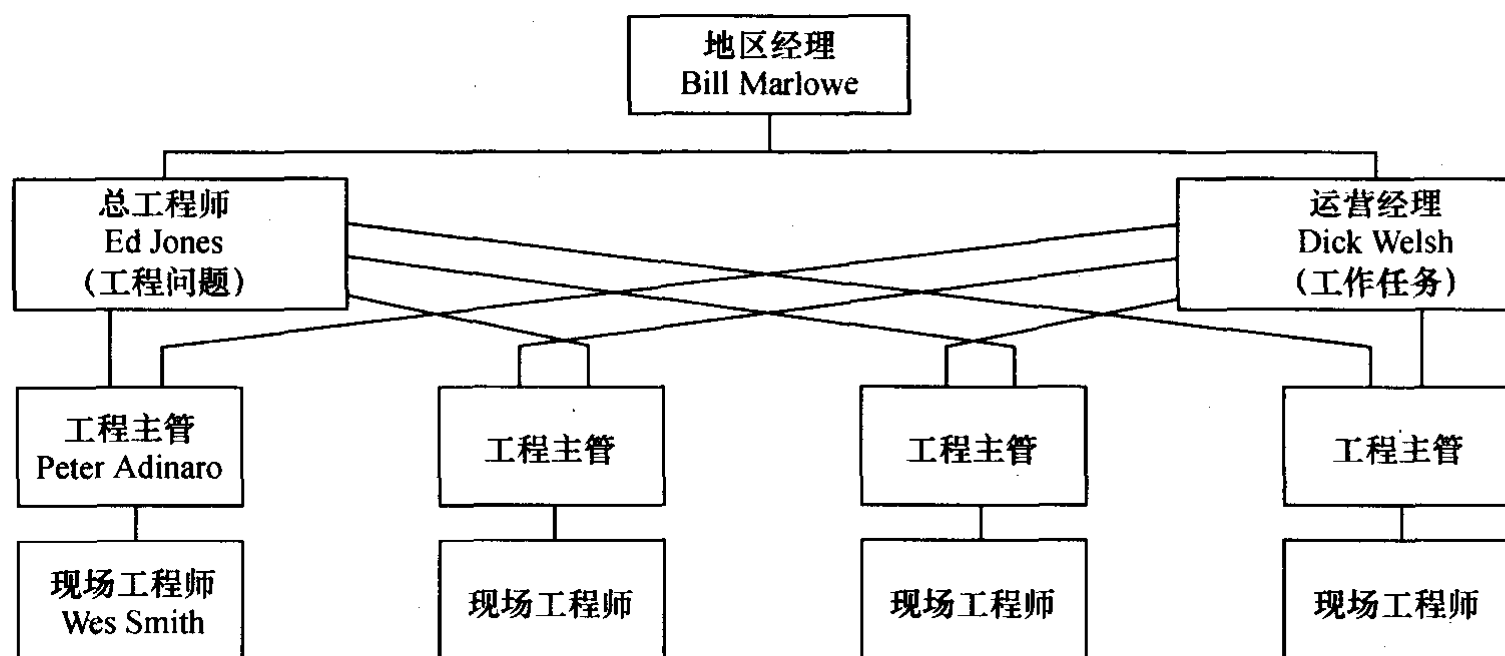 地区经理
Bill Marlowe
总工程师
Ed Jones
（工程问题）
运营经理
Dick Welsh
（工作任务）
工程主管
Peter Adinaro
工程主管
工程主管
工程主管
现场工程师
Wes Smith
现场工程师
现场工程师
现场工程师